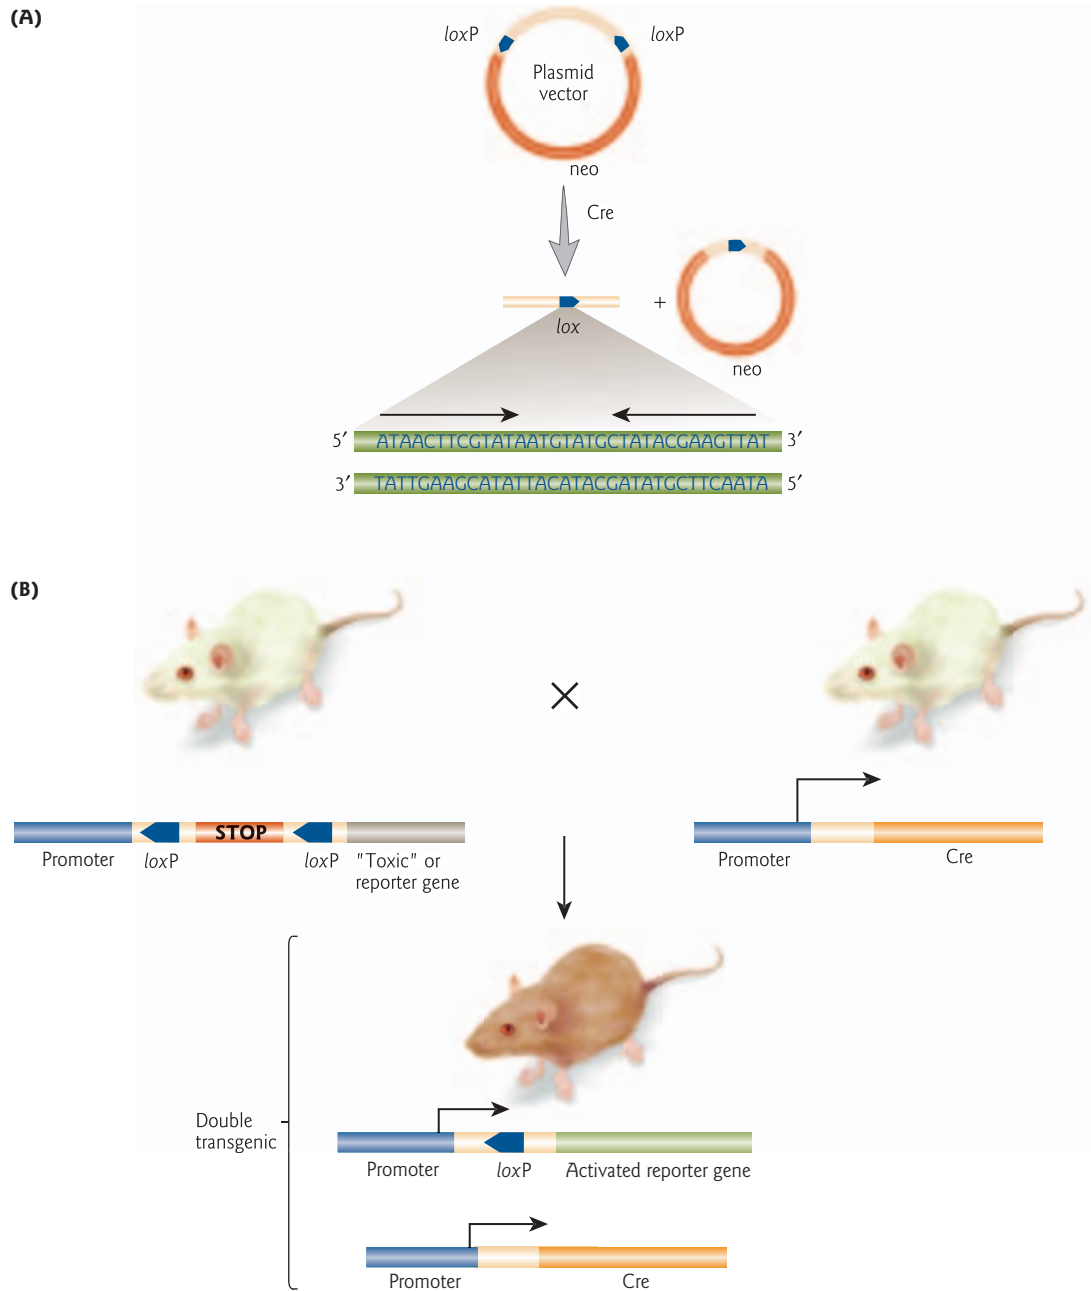 (A)
loxP
loxP
Plasmid
vector
neo
Cre
+
lox
neo
5′ ATAACTTCGTATAATGTATGCTATACGAAGTTAT 3′
3′ TATTGAAGCATATTACATACGATATGCTTCAATA 5′
(B)
STOP
Promoter
loxP
loxP
"Toxic" or
reporter gene
Promoter
Cre
Double
transgenic
Promoter
loxP
Activated reporter gene
Promoter
Cre